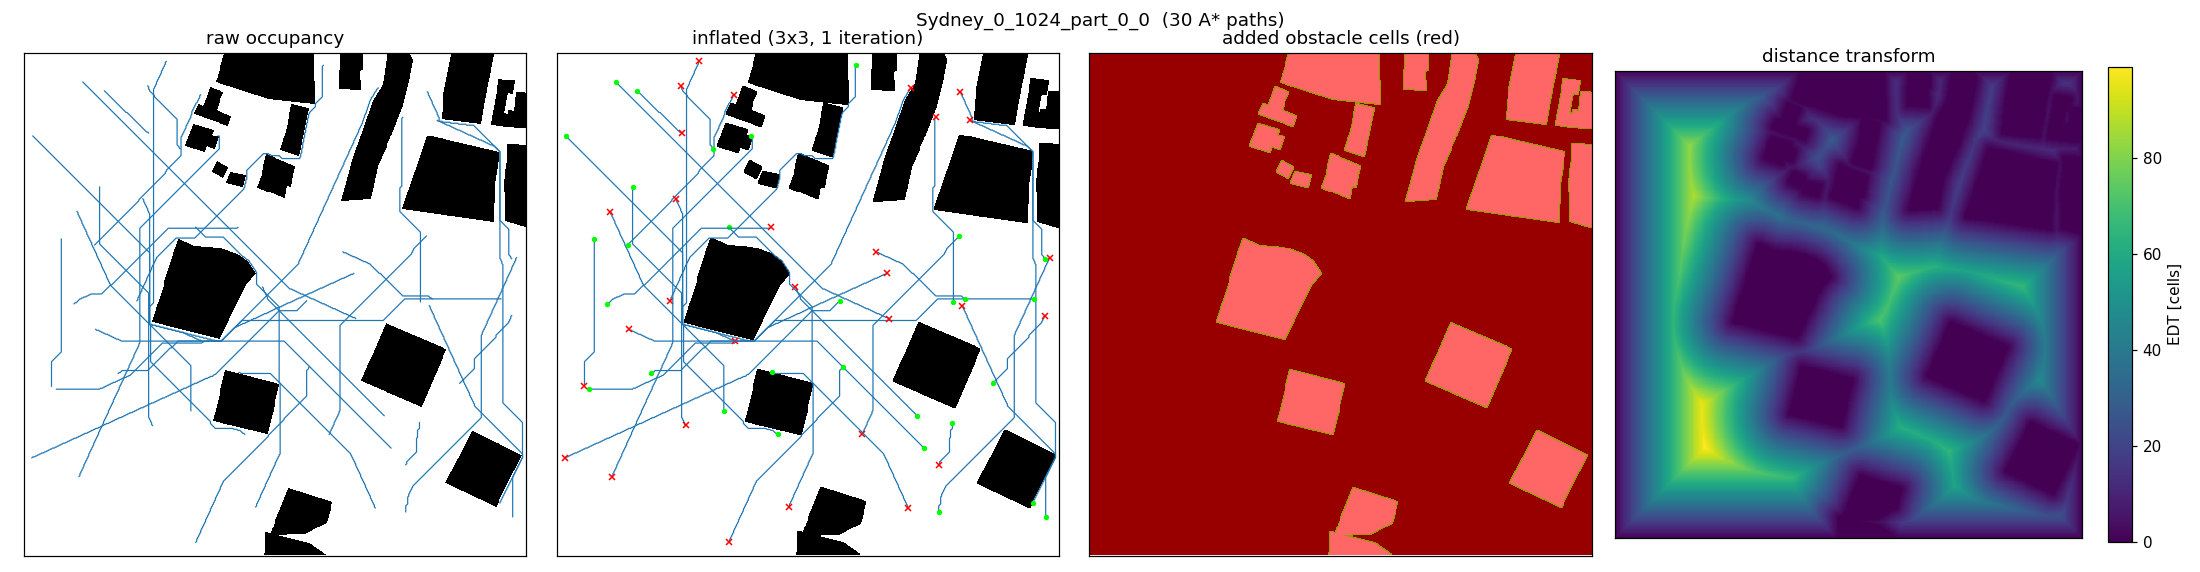 Sydney_0_1024_part_0_0 (30 A* paths)
raw occupancy
inflated (3x3, 1 iteration)
added obstacle cells (red)
distance transform
80
60
40
20
0
EDT [cells]